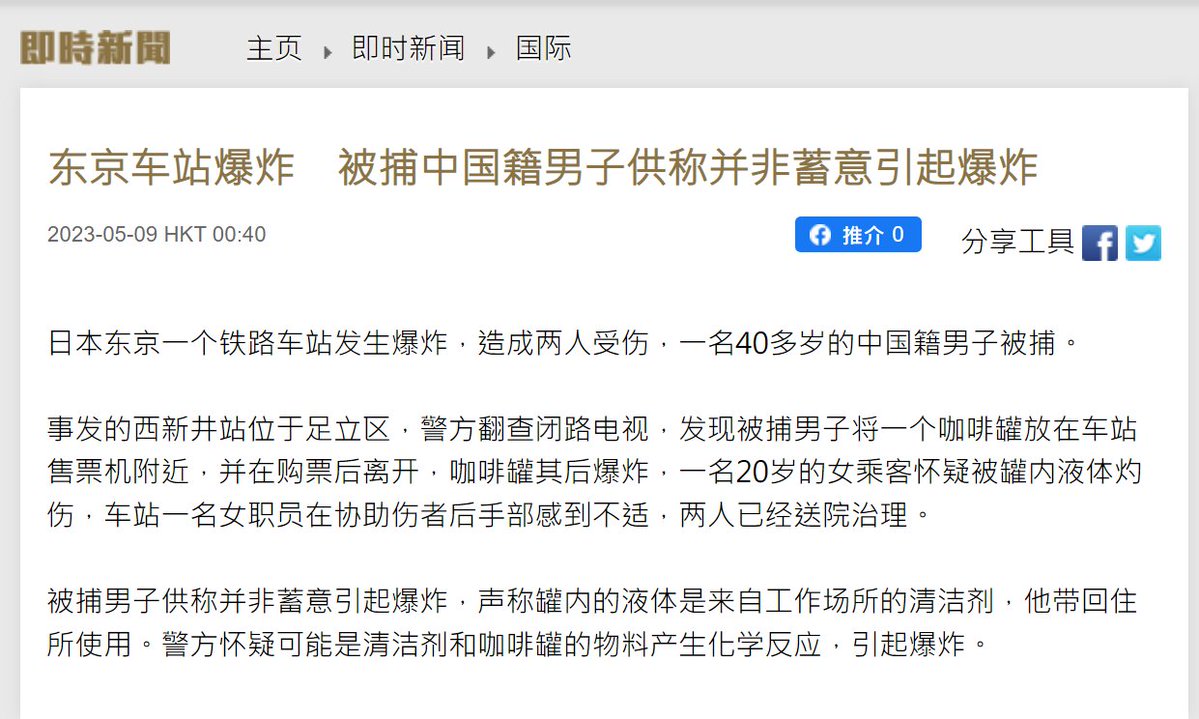 即時新聞 主页 ▸ 即时新闻 ▸ 国际
东京车站爆炸　被捕中国籍男子供称并非蓄意引起爆炸
2023-05-09 HKT 00:40
推介 0 分享工具
日本东京一个铁路车站发生爆炸，造成两人受伤，一名40多岁的中国籍男子被捕。
事发的西新井站位于足立区，警方翻查闭路电视，发现被捕男子将一个咖啡罐放在车站
售票机附近，并在购票后离开，咖啡罐其后爆炸，一名20岁的女乘客怀疑被罐内液体灼
伤，车站一名女职员在协助伤者后手部感到不适，两人已经送院治理。
被捕男子供称并非蓄意引起爆炸，声称罐内的液体是来自工作场所的清洁剂，他带回住
所使用。警方怀疑可能是清洁剂和咖啡罐的物料产生化学反应，引起爆炸。